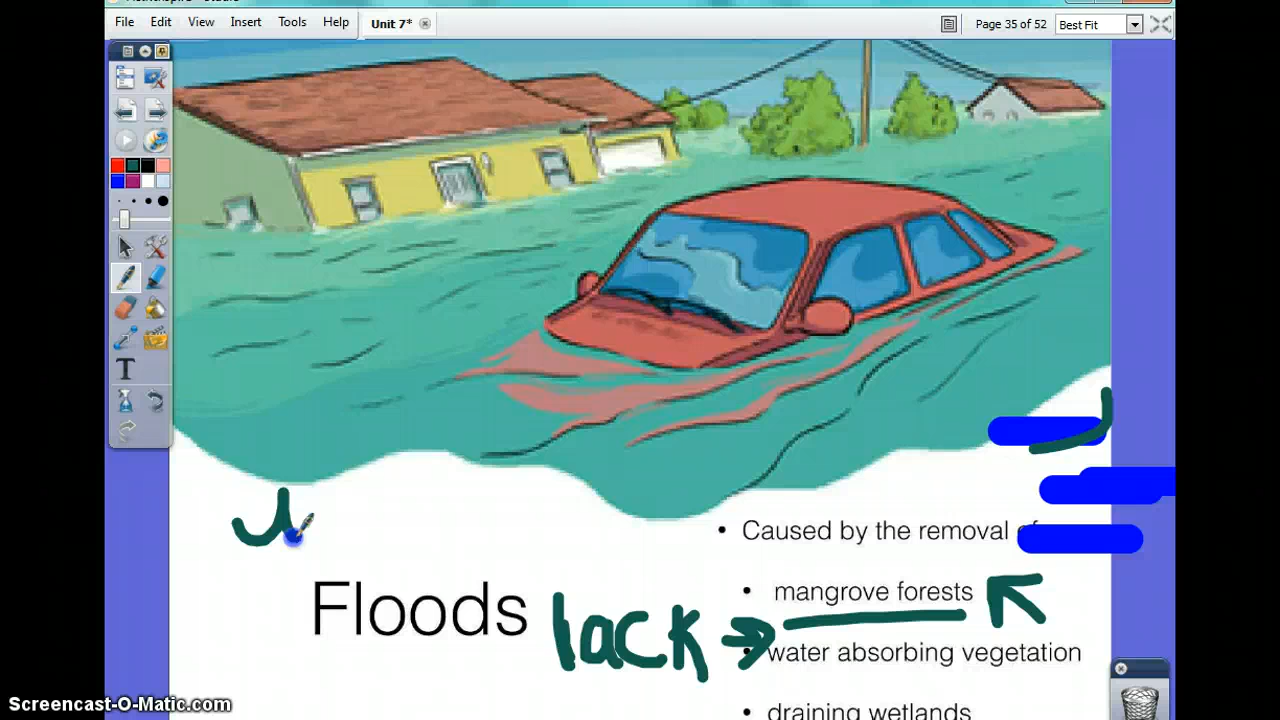 File Edit View Insert Tools Help Unit 7* Page 35 of 52 Best Fit
T
• Caused by the removal of
Floods
lack
• mangrove forests
• water absorbing vegetation
• draining wetlands
Screencast-O-Matic.com